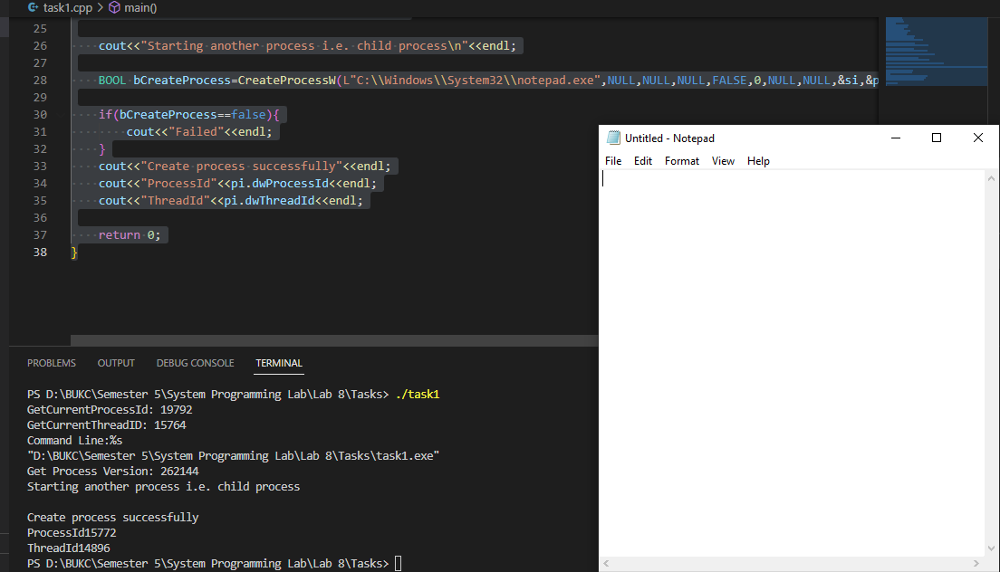 task1.cpp > main()
25
26 cout<<"Starting another process i.e. child process\n"<<endl;
27
28 BOOL bCreateProcess=CreateProcessW(L"C:\\Windows\\System32\\notepad.exe",NULL,NULL,NULL,FALSE,0,NULL,NULL,&si,&p
29
30 if(bCreateProcess==false){
31 cout<<"Failed"<<endl;
32 }
33 cout<<"Create process successfully"<<endl;
34 cout<<"ProcessId"<<pi.dwProcessId<<endl;
35 cout<<"ThreadId"<<pi.dwThreadId<<endl;
36
37 return 0;
38 }
Untitled - Notepad
File Edit Format View Help
PROBLEMS OUTPUT DEBUG CONSOLE TERMINAL
PS D:\BUKC\Semester 5\System Programming Lab\Lab 8\Tasks> ./task1
GetCurrentProcessId: 19792
GetCurrentThreadID: 15764
Command Line:%s
"D:\BUKC\Semester 5\System Programming Lab\Lab 8\Tasks\task1.exe"
Get Process Version: 262144
Starting another process i.e. child process
Create process successfully
ProcessId15772
ThreadId14896
PS D:\BUKC\Semester 5\System Programming Lab\Lab 8\Tasks>